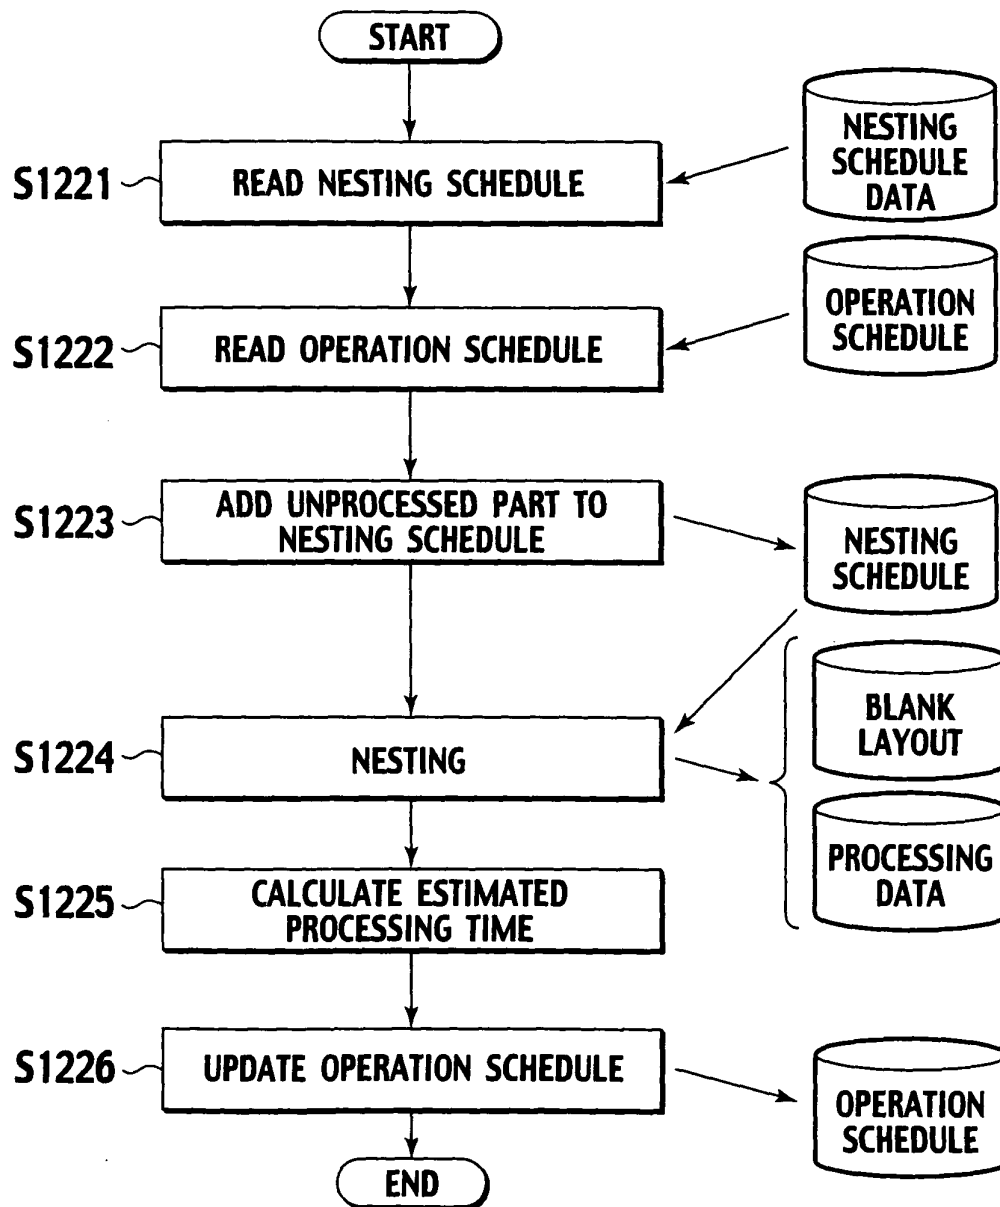 START
NESTING
SCHEDULE
DATA
S1221
READ NESTING SCHEDULE
OPERATION
SCHEDULE
S1222
READ OPERATION SCHEDULE
S1223
ADD UNPROCESSED PART TO
NESTING SCHEDULE
NESTING
SCHEDULE
BLANK
LAYOUT
S1224
NESTING
PROCESSING
DATA
S1225
CALCULATE ESTIMATED
PROCESSING TIME
S1226
UPDATE OPERATION SCHEDULE
OPERATION
SCHEDULE
END